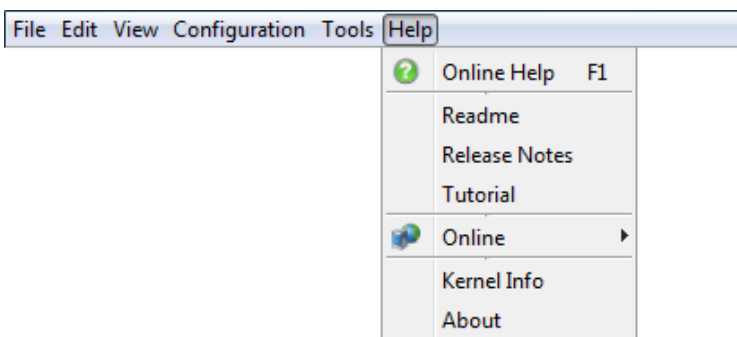 File Edit View Configuration Tools Help
Online Help F1
Readme
Release Notes
Tutorial
Online
Kernel Info
About